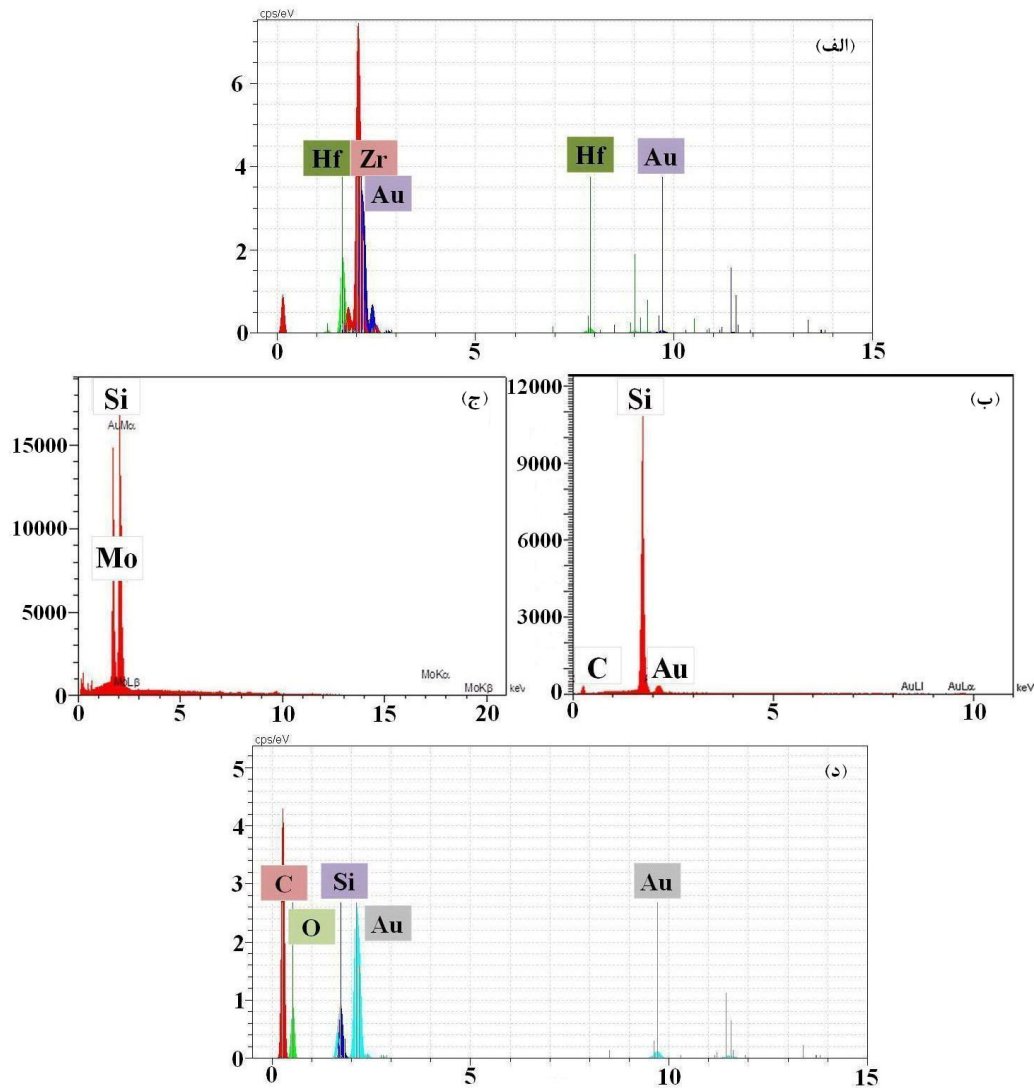 cps/eV
(الف)
6
4
2
0
Hf Zr Au Hf Au
0 5 10 15
(ج)
Si
AuMα
Mo
MoLβ MoKα MoKβ keV
15000
10000
5000
0
0 5 10 15 20
(ب)
Si
C Au
AuLl AuLα keV
12000
9000
6000
3000
0
0 5 10
cps/eV
(د)
5
4
3
2
1
0
C O Si Au Au
0 5 10 15